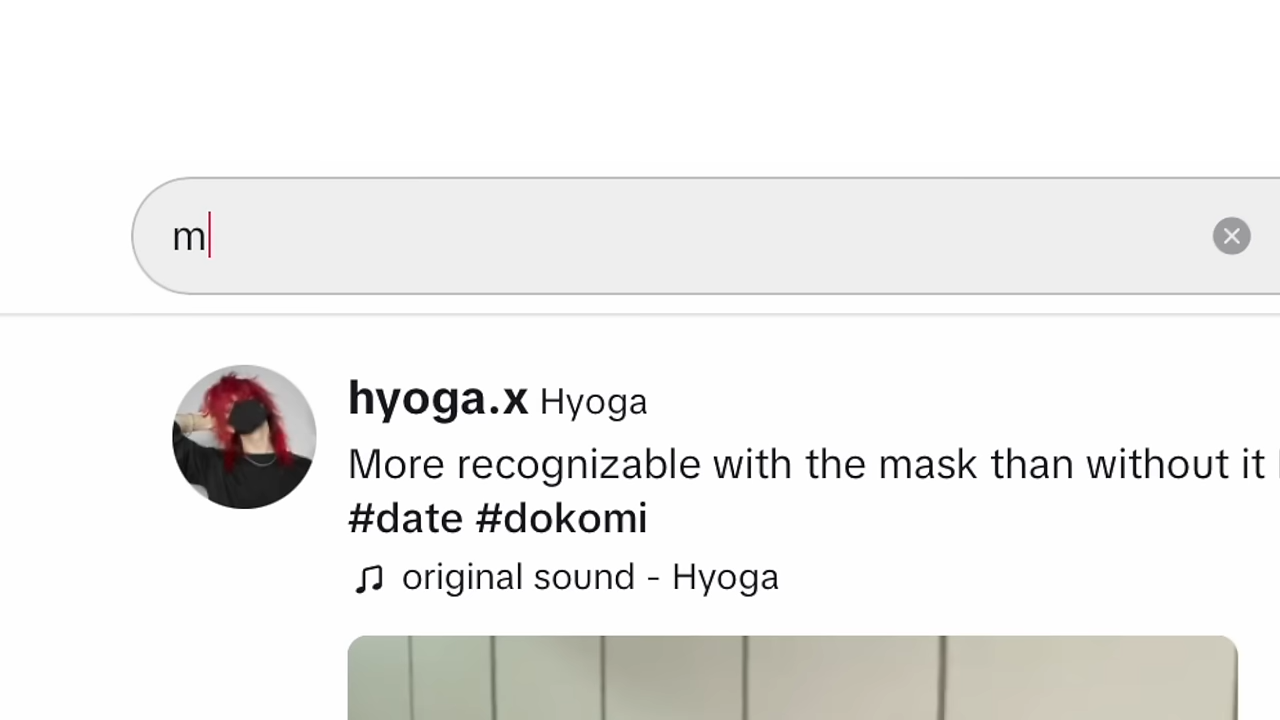 m
hyoga.x Hyoga
More recognizable with the mask than without it
#date #dokomi
original sound - Hyoga